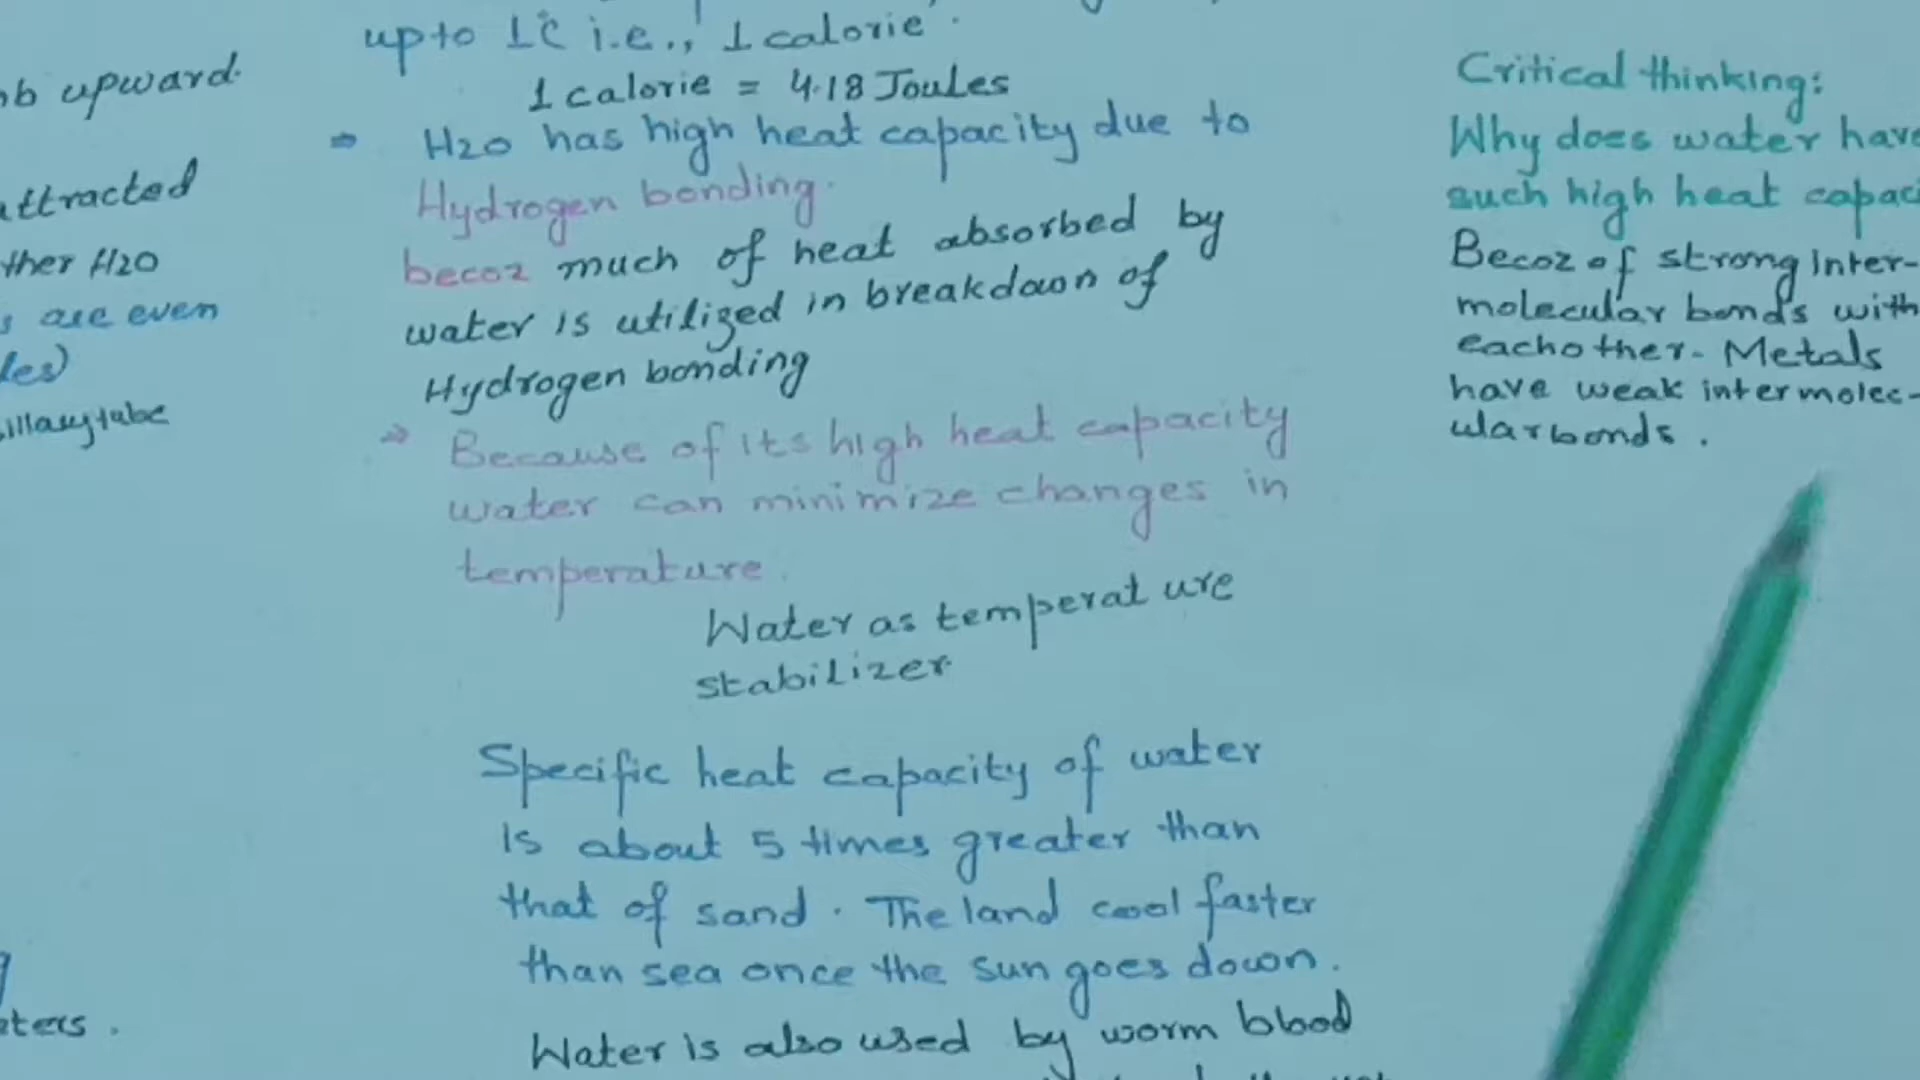 upto 1°C i.e., 1 calorie.
1 calorie = 4.18 Joules
⇒ H2O has high heat capacity due to
Hydrogen bonding.
becoz much of heat absorbed by
water is utilized in breakdown of
Hydrogen bonding
⇒ Because of its high heat capacity
water can minimize changes in
temperature.
Water as temperature
stabilizer.
Specific heat capacity of water
is about 5 times greater than
that of sand. The land cool faster
than sea once the sun goes down.
Water is also used by worm blood
upward.
attracted
ther H2O
s are even
les)
illary tube
ters.
Critical thinking:
Why does water have
such high heat capaci
Becoz of strong inter-
molecular bonds with
eachother. Metals
have weak intermolec-
ular bonds.